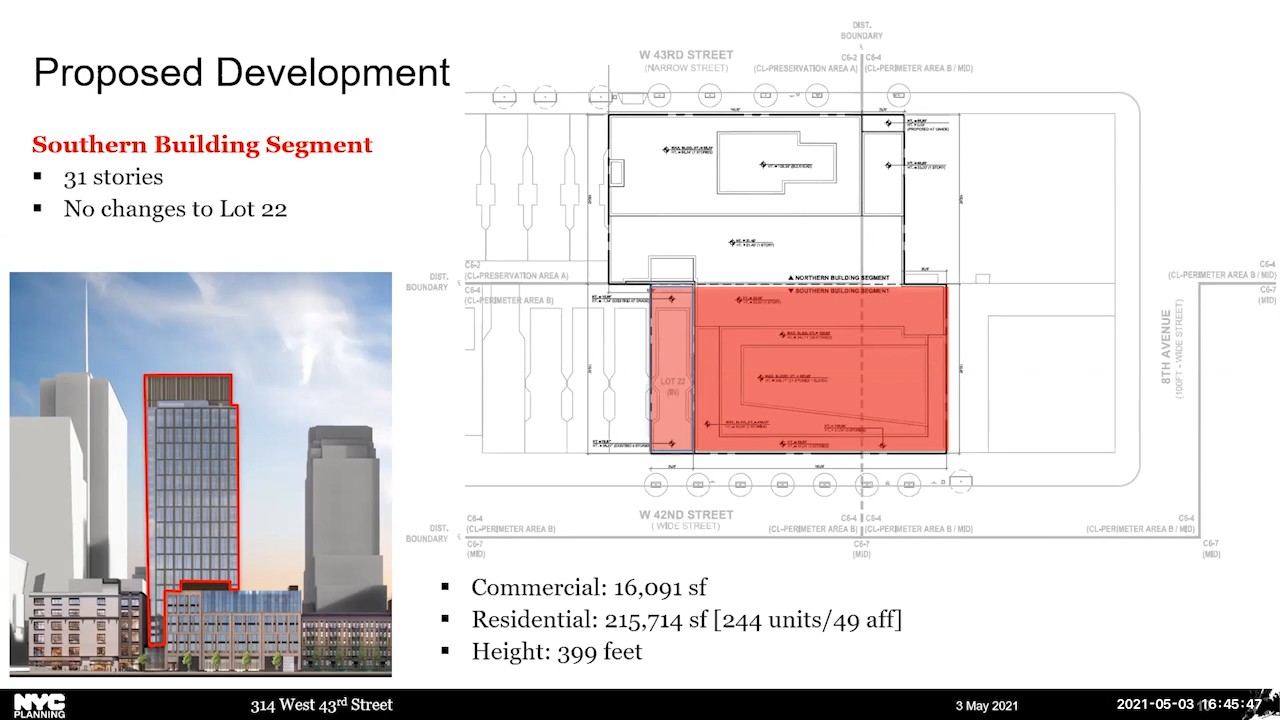 Proposed Development
Southern Building Segment
▪ 31 stories
▪ No changes to Lot 22
DIST.
BOUNDARY
W 43RD STREET
(NARROW STREET)
C6-2
(CL-PRESERVATION AREA A)
C6-4
(CL-PERIMETER AREA B / MID)
C6-2
(CL-PRESERVATION AREA A)
DIST.
BOUNDARY
C6-4
(CL-PERIMETER AREA B)
▲ NORTHERN BUILDING SEGMENT
▼ SOUTHERN BUILDING SEGMENT
C6-4
(CL-PERIMETER AREA B / MID)
C6-7
(MID)
8TH AVENUE
(100FT - WIDE STREET)
LOT 22
(IN)
W 42ND STREET
( WIDE STREET)
DIST.
BOUNDARY
C6-4
(CL-PERIMETER AREA B)
C6-7
(MID)
C6-4
(CL-PERIMETER AREA B)
C6-4
(CL-PERIMETER AREA B / MID)
C6-7
(MID)
C6-4
(CL-PERIMETER AREA B / MID)
C6-7
(MID)
▪ Commercial: 16,091 sf
▪ Residential: 215,714 sf [244 units/49 aff]
▪ Height: 399 feet
NYC
PLANNING
314 West 43rd Street
3 May 2021
2021-05-03 16:45:47